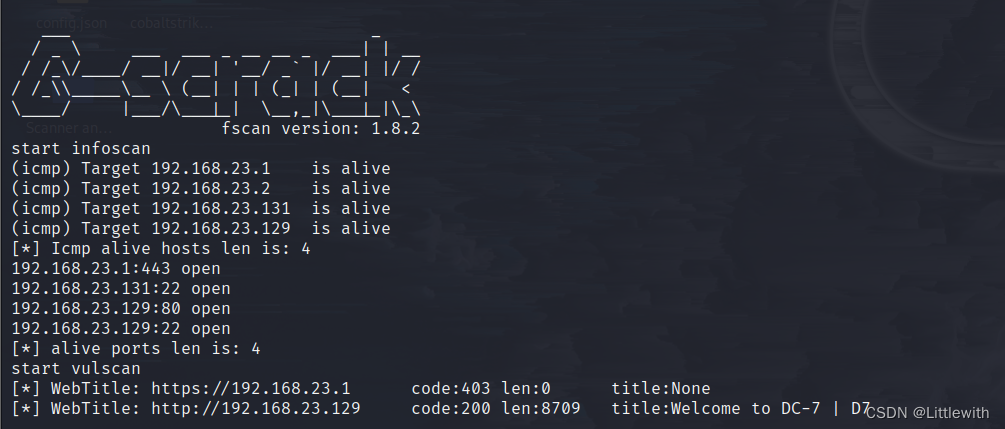 config.json cobaltstrik...
Scanner an...
fscan version: 1.8.2
start infoscan
(icmp) Target 192.168.23.1 is alive
(icmp) Target 192.168.23.2 is alive
(icmp) Target 192.168.23.131 is alive
(icmp) Target 192.168.23.129 is alive
[*] Icmp alive hosts len is: 4
192.168.23.1:443 open
192.168.23.131:22 open
192.168.23.129:80 open
192.168.23.129:22 open
[*] alive ports len is: 4
start vulscan
[*] WebTitle: https://192.168.23.1 code:403 len:0 title:None
[*] WebTitle: http://192.168.23.129 code:200 len:8709 title:Welcome to DC-7 | D7
CSDN @Littlewith